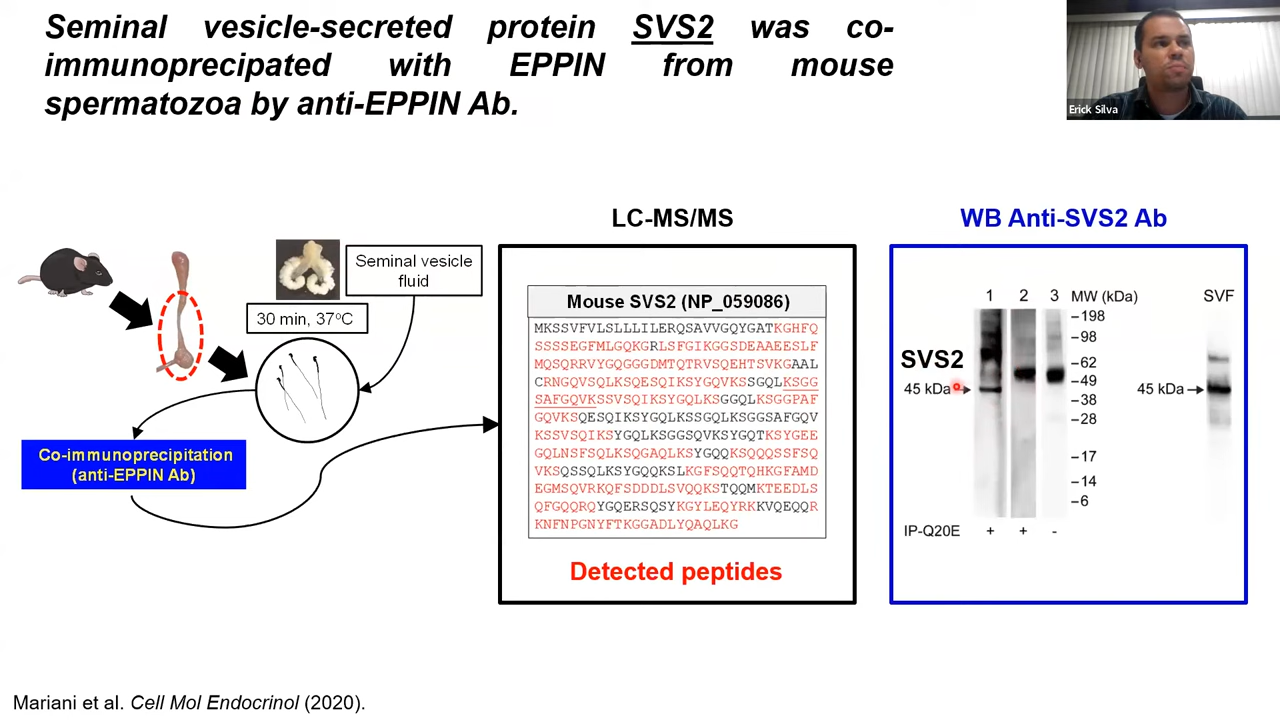 Seminal vesicle-secreted protein SVS2 was co-
immunoprecipated with EPPIN from mouse
spermatozoa by anti-EPPIN Ab.
Erick Silva
Seminal vesicle
fluid
30 min, 37ºC
Co-immunoprecipitation
(anti-EPPIN Ab)
LC-MS/MS
Mouse SVS2 (NP_059086)
MKSSVFVLSLLLILERQSAVVGQYGATKGHFQ
SSSSEGFMLGQKGRLSFGIKGGSDEAAEESLF
MQSQRRVYGQGGGDMTQTRVSQEHTSVKGAAL
CRNGQVSQLKSQESQIKSYGQVKSSGQLKSGG
SAFGQVKSSVSQIKSYGQLKSGGQLKSGGPAF
GQVKSQESQIKSYGQLKSSGQLKSGGSAFGQV
KSSVSQIKSYGQLKSGGSQVKSYGQTKSYGEE
GQLNSFSQLKSQGAQLKSYGQQKSQQQSSFSQ
VKSQSSQLKSYGQQKSLKGFSQQTQHKGFAMD
EGMSQVRKQFSDDDLSVQQKSTQQMKTEEDLS
QFGQQRQYGQERSQSYKGYLEQYRKKVQEQQR
KNFNPGNYFTKGGADLYQAQLKG
Detected peptides
WB Anti-SVS2 Ab
1 2 3 MW (kDa) SVF
198
98
62
49
38
28
17
14
6
SVS2
45 kDa
45 kDa
IP-Q20E + + -
Mariani et al. Cell Mol Endocrinol (2020).